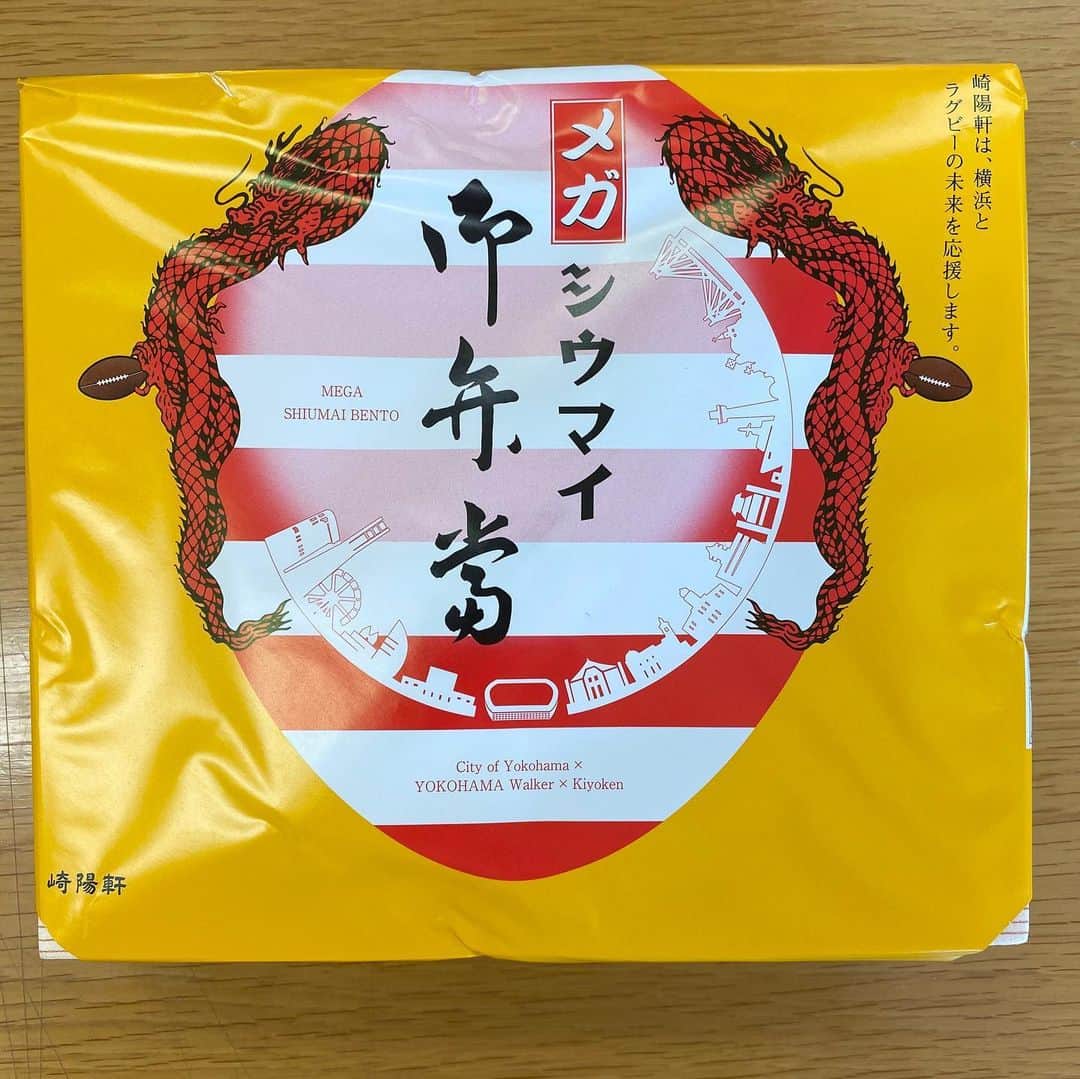 崎陽軒は、横浜と
ラグビーの未来を応援します。
メガ
シウマイ
御弁當
MEGA
SHIUMAI BENTO
City of Yokohama ×
YOKOHAMA Walker × Kiyoken
崎陽軒